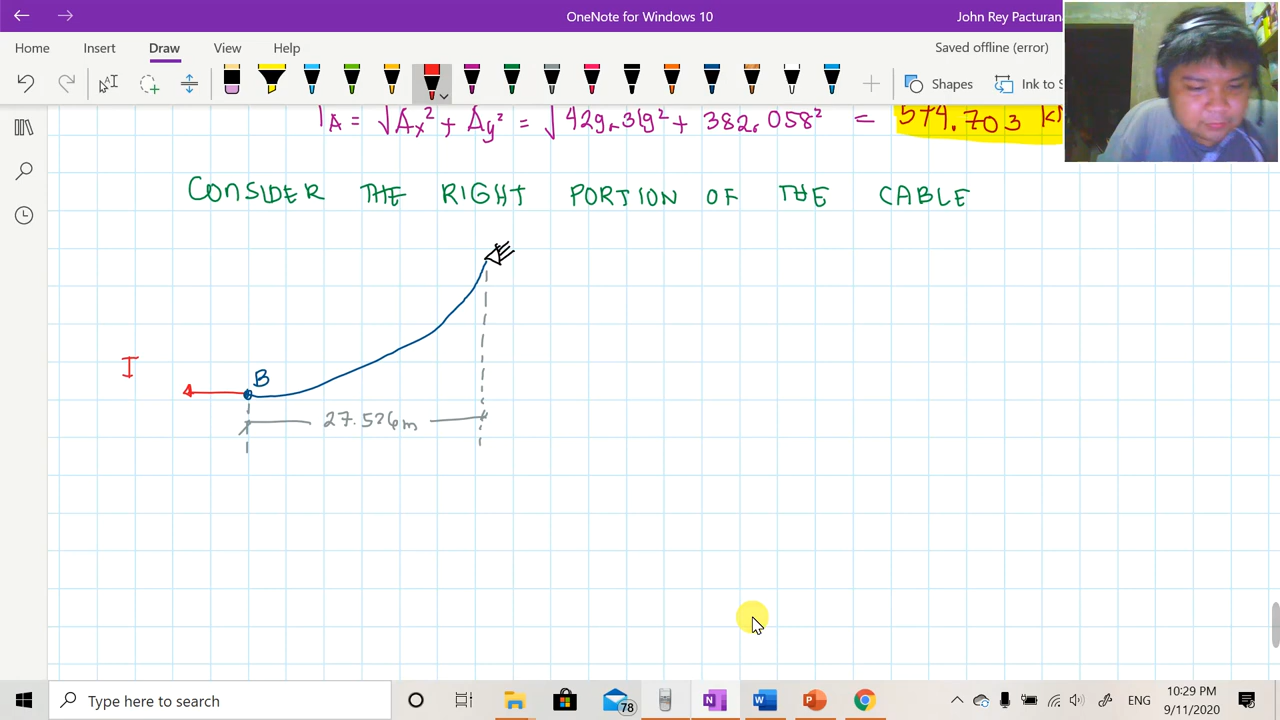 OneNote for Windows 10
John Rey Pacturan
Home Insert Draw View Help
Saved offline (error)
Shapes
Ink to S
TA = √Ax² + Ay² = √429.319² + 382.058² = 574.703 kN
CONSIDER THE RIGHT PORTION OF THE CABLE
I
B
27.526m
Type here to search
78
ENG
10:29 PM
9/11/2020